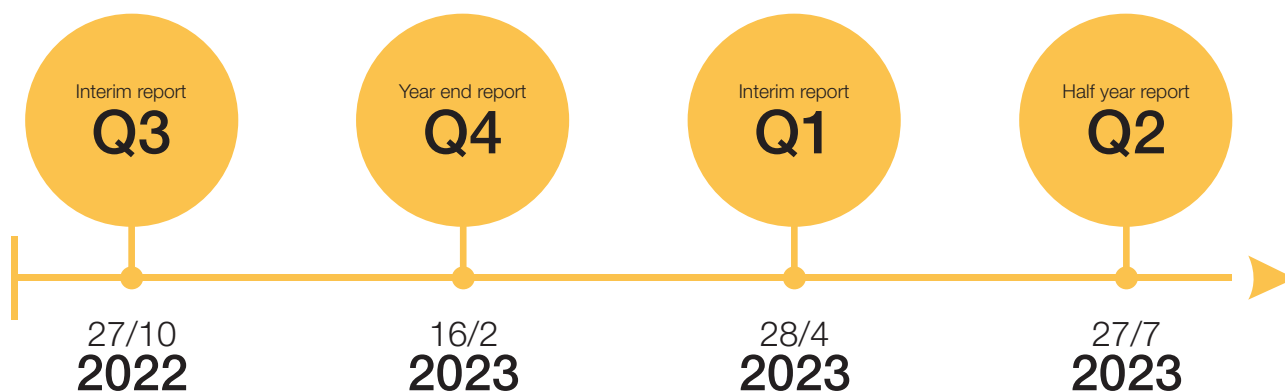 Interim report
Q3
Year end report
Q4
Interim report
Q1
Half year report
Q2
27/10
2022
16/2
2023
28/4
2023
27/7
2023